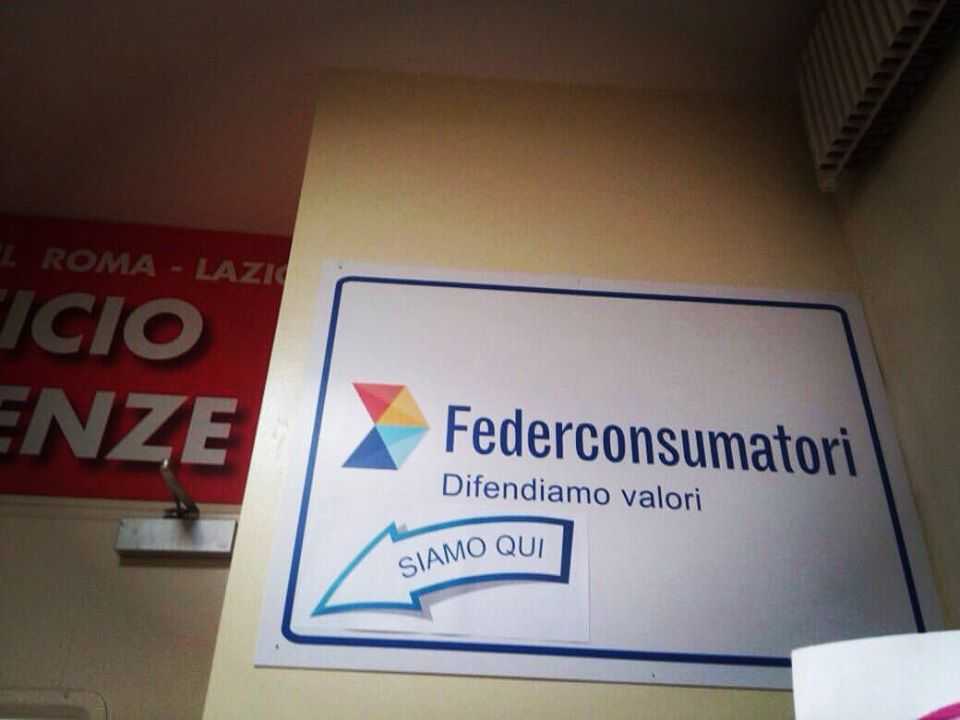 ROMA - LAZIO
ICIO
ENZE
Federconsumatori
Difendiamo valori
SIAMO QUI